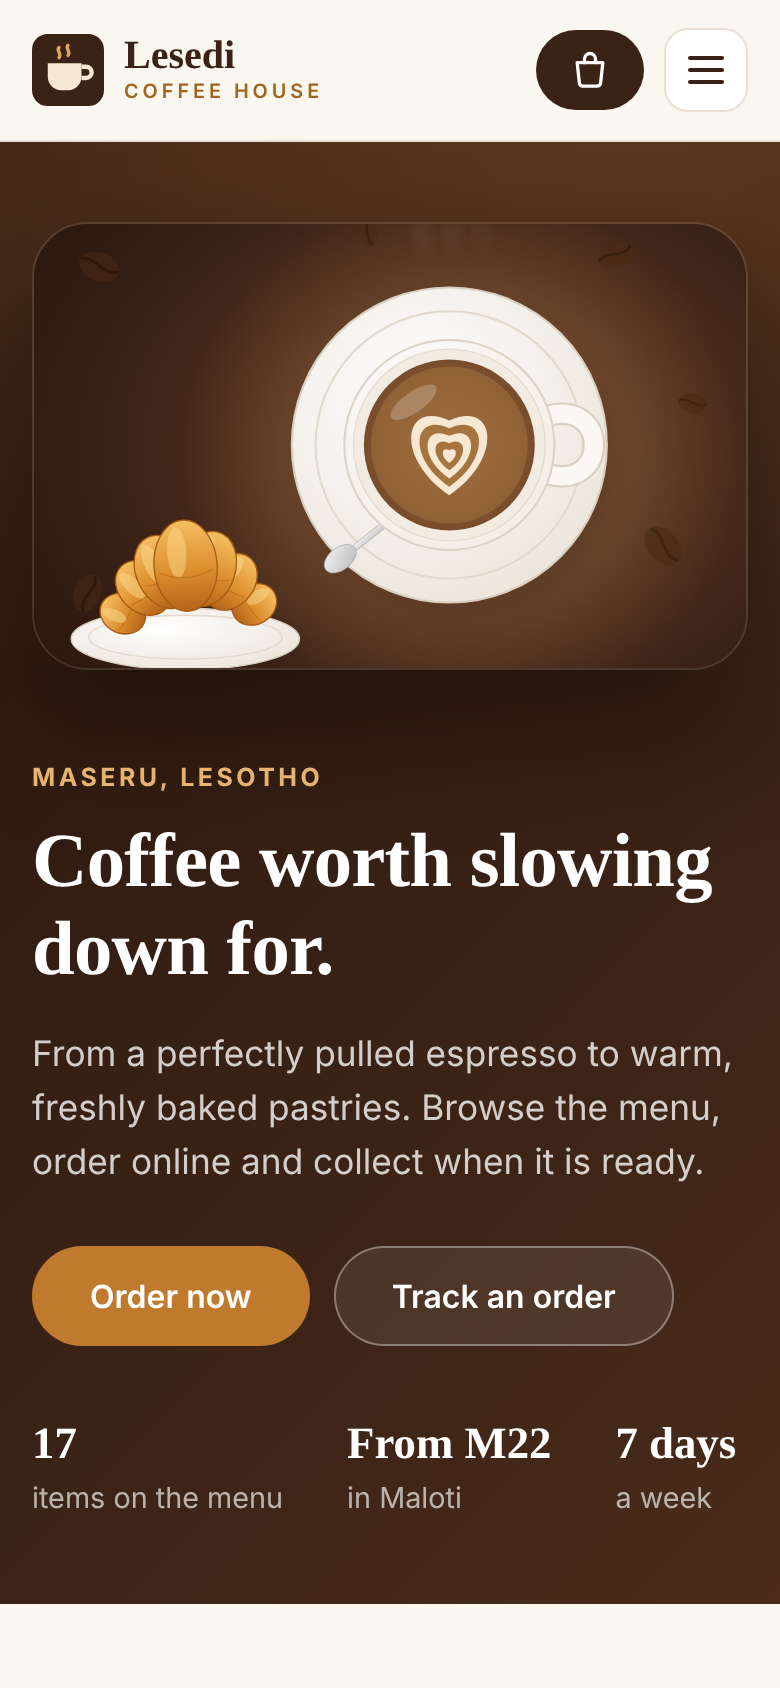 Lesedi
COFFEE HOUSE
MASERU, LESOTHO
Coffee worth slowing
down for.
From a perfectly pulled espresso to warm,
freshly baked pastries. Browse the menu,
order online and collect when it is ready.
Order now
Track an order
17
items on the menu
From M22
in Maloti
7 days
a week